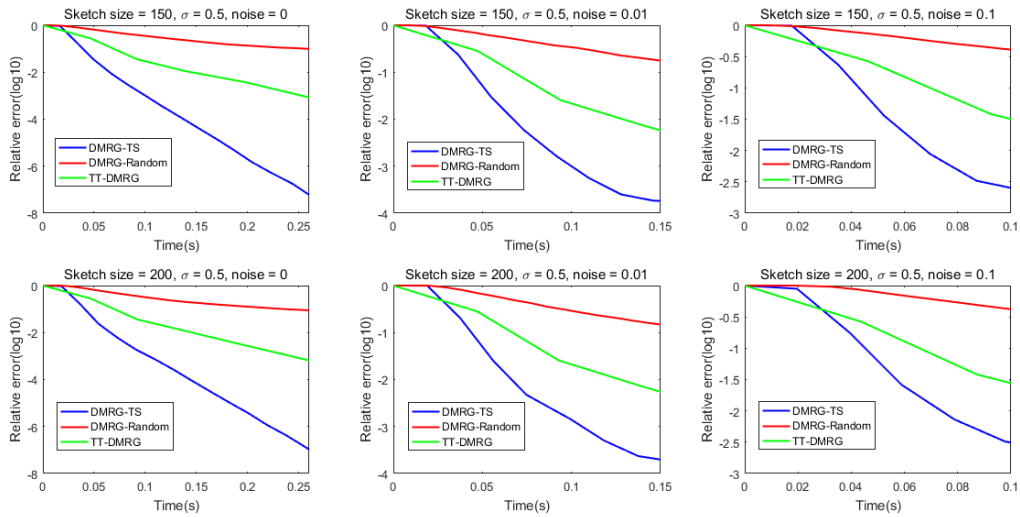 Sketch size = 150, σ = 0.5, noise = 0
Relative error(log10)
0
-2
-4
-6
-8
DMRG-TS
DMRG-Random
TT-DMRG
0 0.05 0.1 0.15 0.2 0.25
Time(s)
Sketch size = 150, σ = 0.5, noise = 0.01
Relative error(log10)
0
-1
-2
-3
-4
DMRG-TS
DMRG-Random
TT-DMRG
0 0.05 0.1 0.15
Time(s)
Sketch size = 150, σ = 0.5, noise = 0.1
Relative error(log10)
0
-0.5
-1
-1.5
-2
-2.5
-3
DMRG-TS
DMRG-Random
TT-DMRG
0 0.02 0.04 0.06 0.08 0.1
Time(s)
Sketch size = 200, σ = 0.5, noise = 0
Relative error(log10)
0
-2
-4
-6
-8
DMRG-TS
DMRG-Random
TT-DMRG
0 0.05 0.1 0.15 0.2 0.25
Time(s)
Sketch size = 200, σ = 0.5, noise = 0.01
Relative error(log10)
0
-1
-2
-3
-4
DMRG-TS
DMRG-Random
TT-DMRG
0 0.05 0.1 0.15
Time(s)
Sketch size = 200, σ = 0.5, noise = 0.1
Relative error(log10)
0
-0.5
-1
-1.5
-2
-2.5
-3
DMRG-TS
DMRG-Random
TT-DMRG
0 0.02 0.04 0.06 0.08 0.1
Time(s)